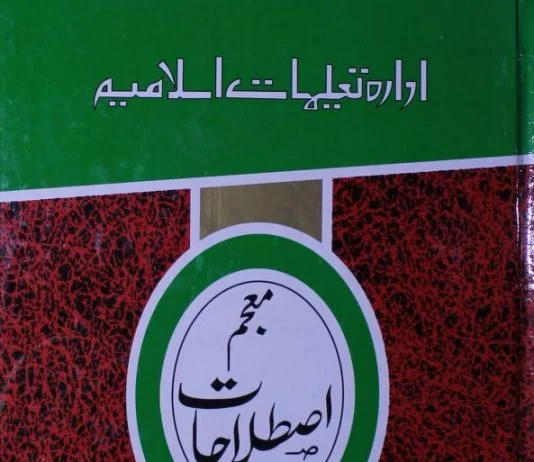 ادارہ تعلیمات اسلامیہ
معجم
اصطلاحات